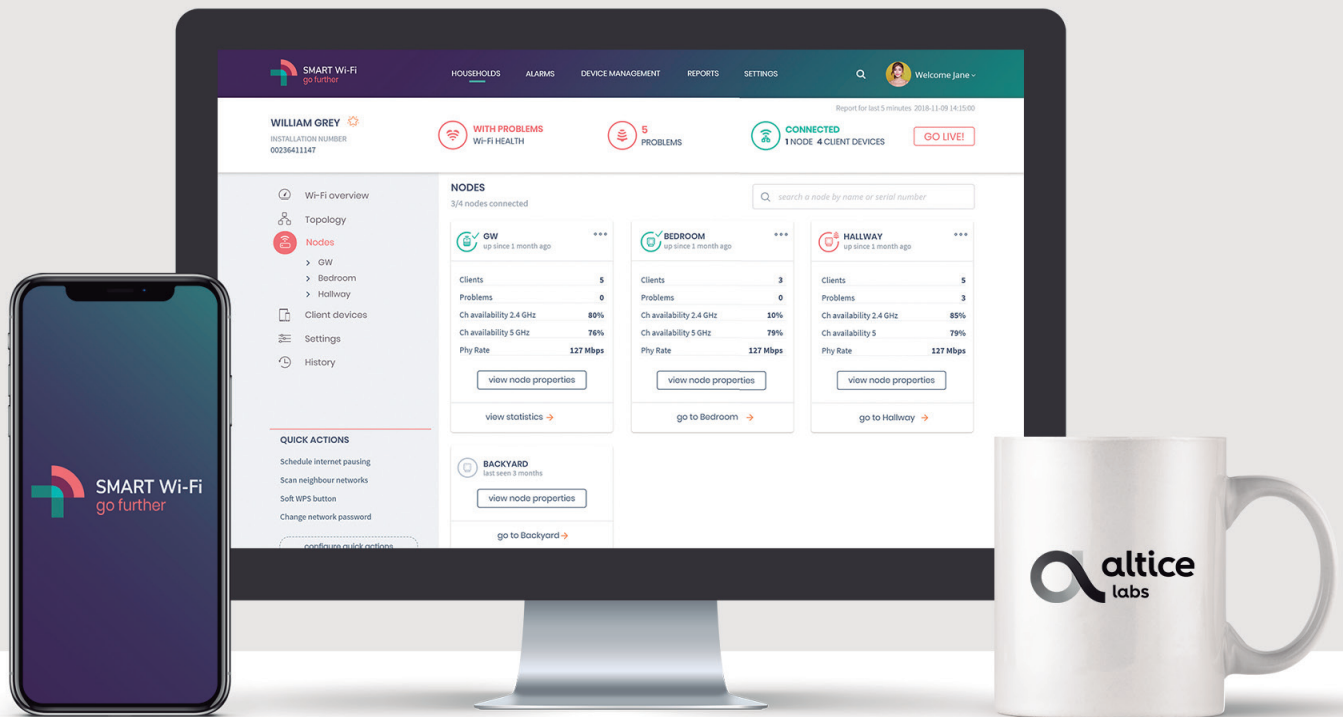 SMART Wi-Fi
go further
HOUSEHOLDS ALARMS DEVICE MANAGEMENT REPORTS SETTINGS
Welcome Jane
Report for last 5 minutes 2018-11-09 14:15:00
WILLIAM GREY
INSTALLATION NUMBER
00236411147
WITH PROBLEMS
Wi-Fi HEALTH
5
PROBLEMS
CONNECTED
1 NODE 4 CLIENT DEVICES
GO LIVE!
Wi-Fi overview
Topology
Nodes
GW
Bedroom
Hallway
Client devices
Settings
History
QUICK ACTIONS
Schedule internet pausing
Scan neighbour networks
Soft WPS button
Change network password
configure quick actions
NODES
3/4 nodes connected
search a node by name or serial number
GW
up since 1 month ago
Clients 5
Problems 0
Ch availability 2.4 GHz 80%
Ch availability 5 GHz 76%
Phy Rate 127 Mbps
view node properties
view statistics
BEDROOM
up since 1 month ago
Clients 3
Problems 0
Ch availability 2.4 GHz 10%
Ch availability 5 GHz 79%
Phy Rate 127 Mbps
view node properties
go to Bedroom
HALLWAY
up since 1 month ago
Clients 5
Problems 3
Ch availability 2.4 GHz 85%
Ch availability 5 79%
Phy Rate 127 Mbps
view node properties
go to Hallway
BACKYARD
last seen 3 months
view node properties
go to Backyard
SMART Wi-Fi
go further
altice
labs